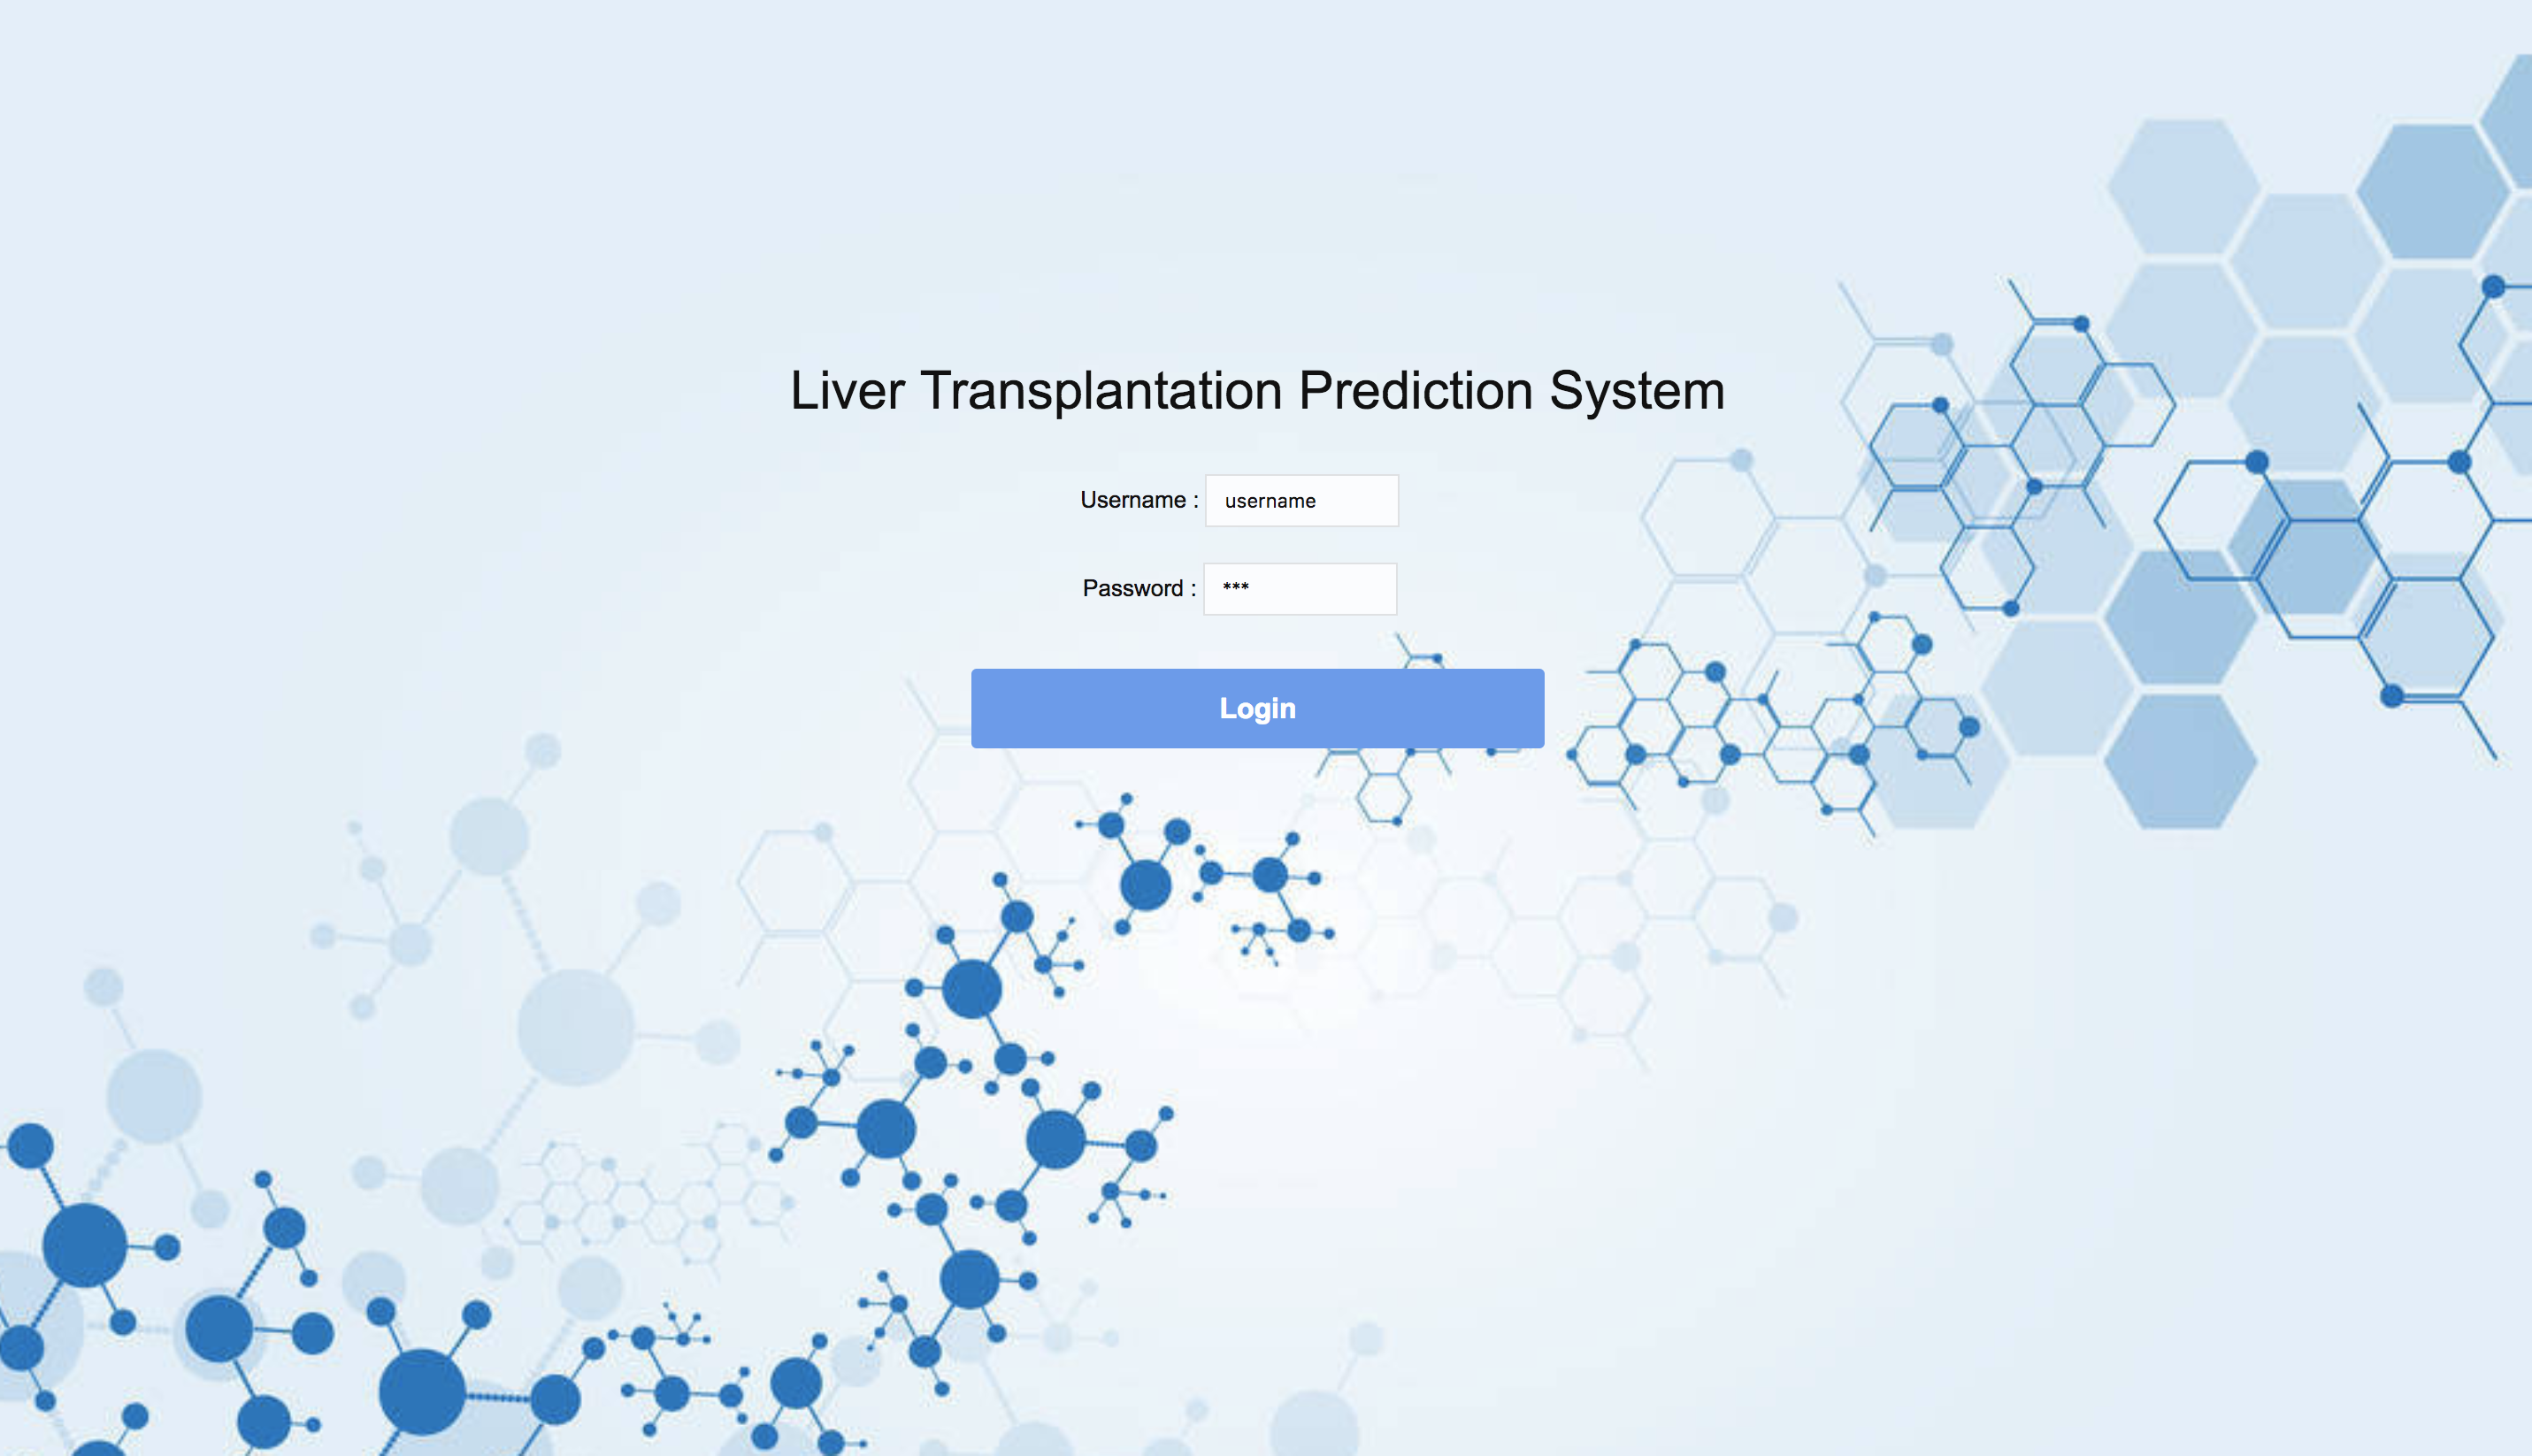 Liver Transplantation Prediction System
Username : username
Password : ***
Login